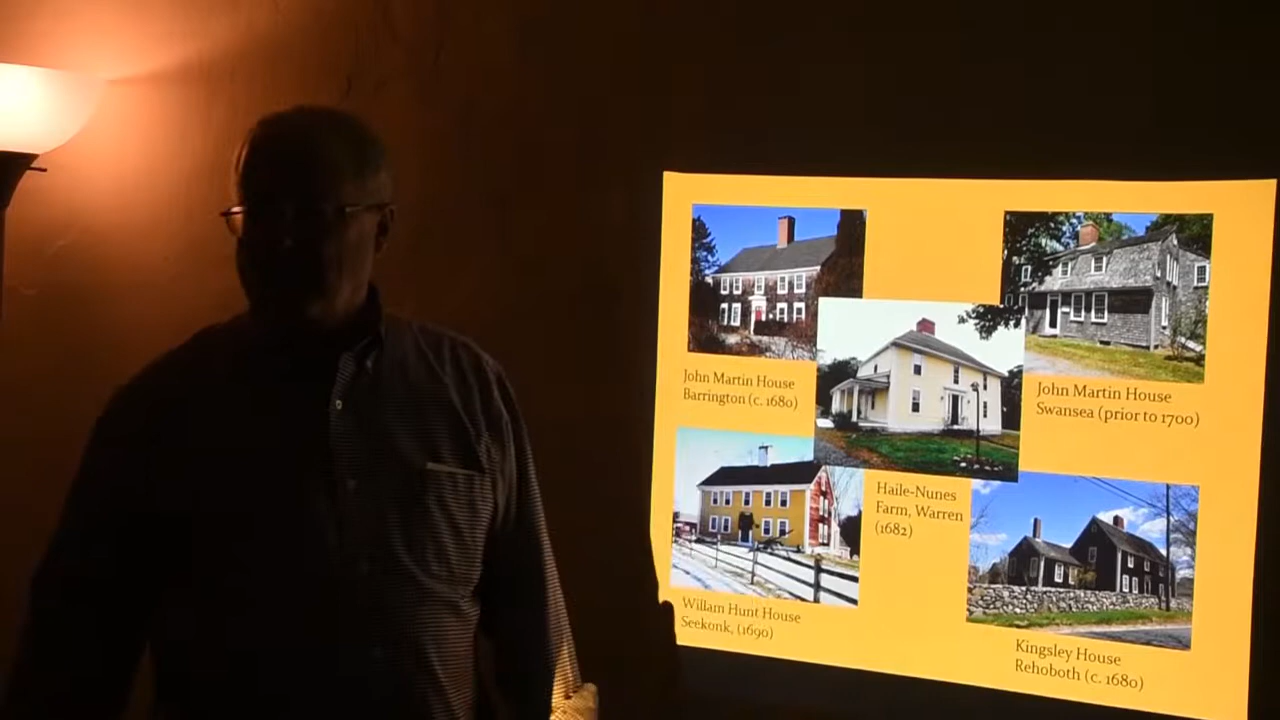 John Martin House
Barrington (c. 1680)
John Martin House
Swansea (prior to 1700)
Haile-Nunes
Farm, Warren
(1682)
Willam Hunt House
Seekonk, (1690)
Kingsley House
Rehoboth (c. 1680)